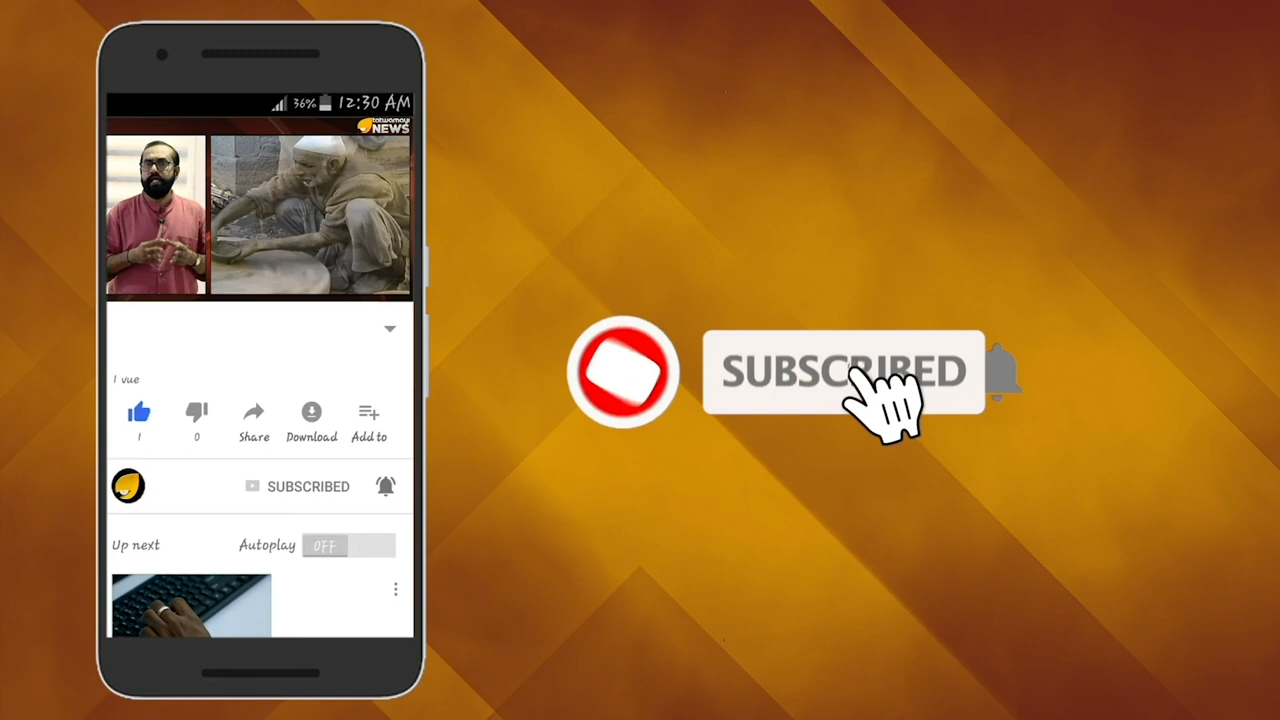 36% 12:30 AM
tatwamayi
NEWS
1 vue
1
0
Share
Download
Add to
SUBSCRIBED
Up next
Autoplay
OFF
SUBSCRIBED